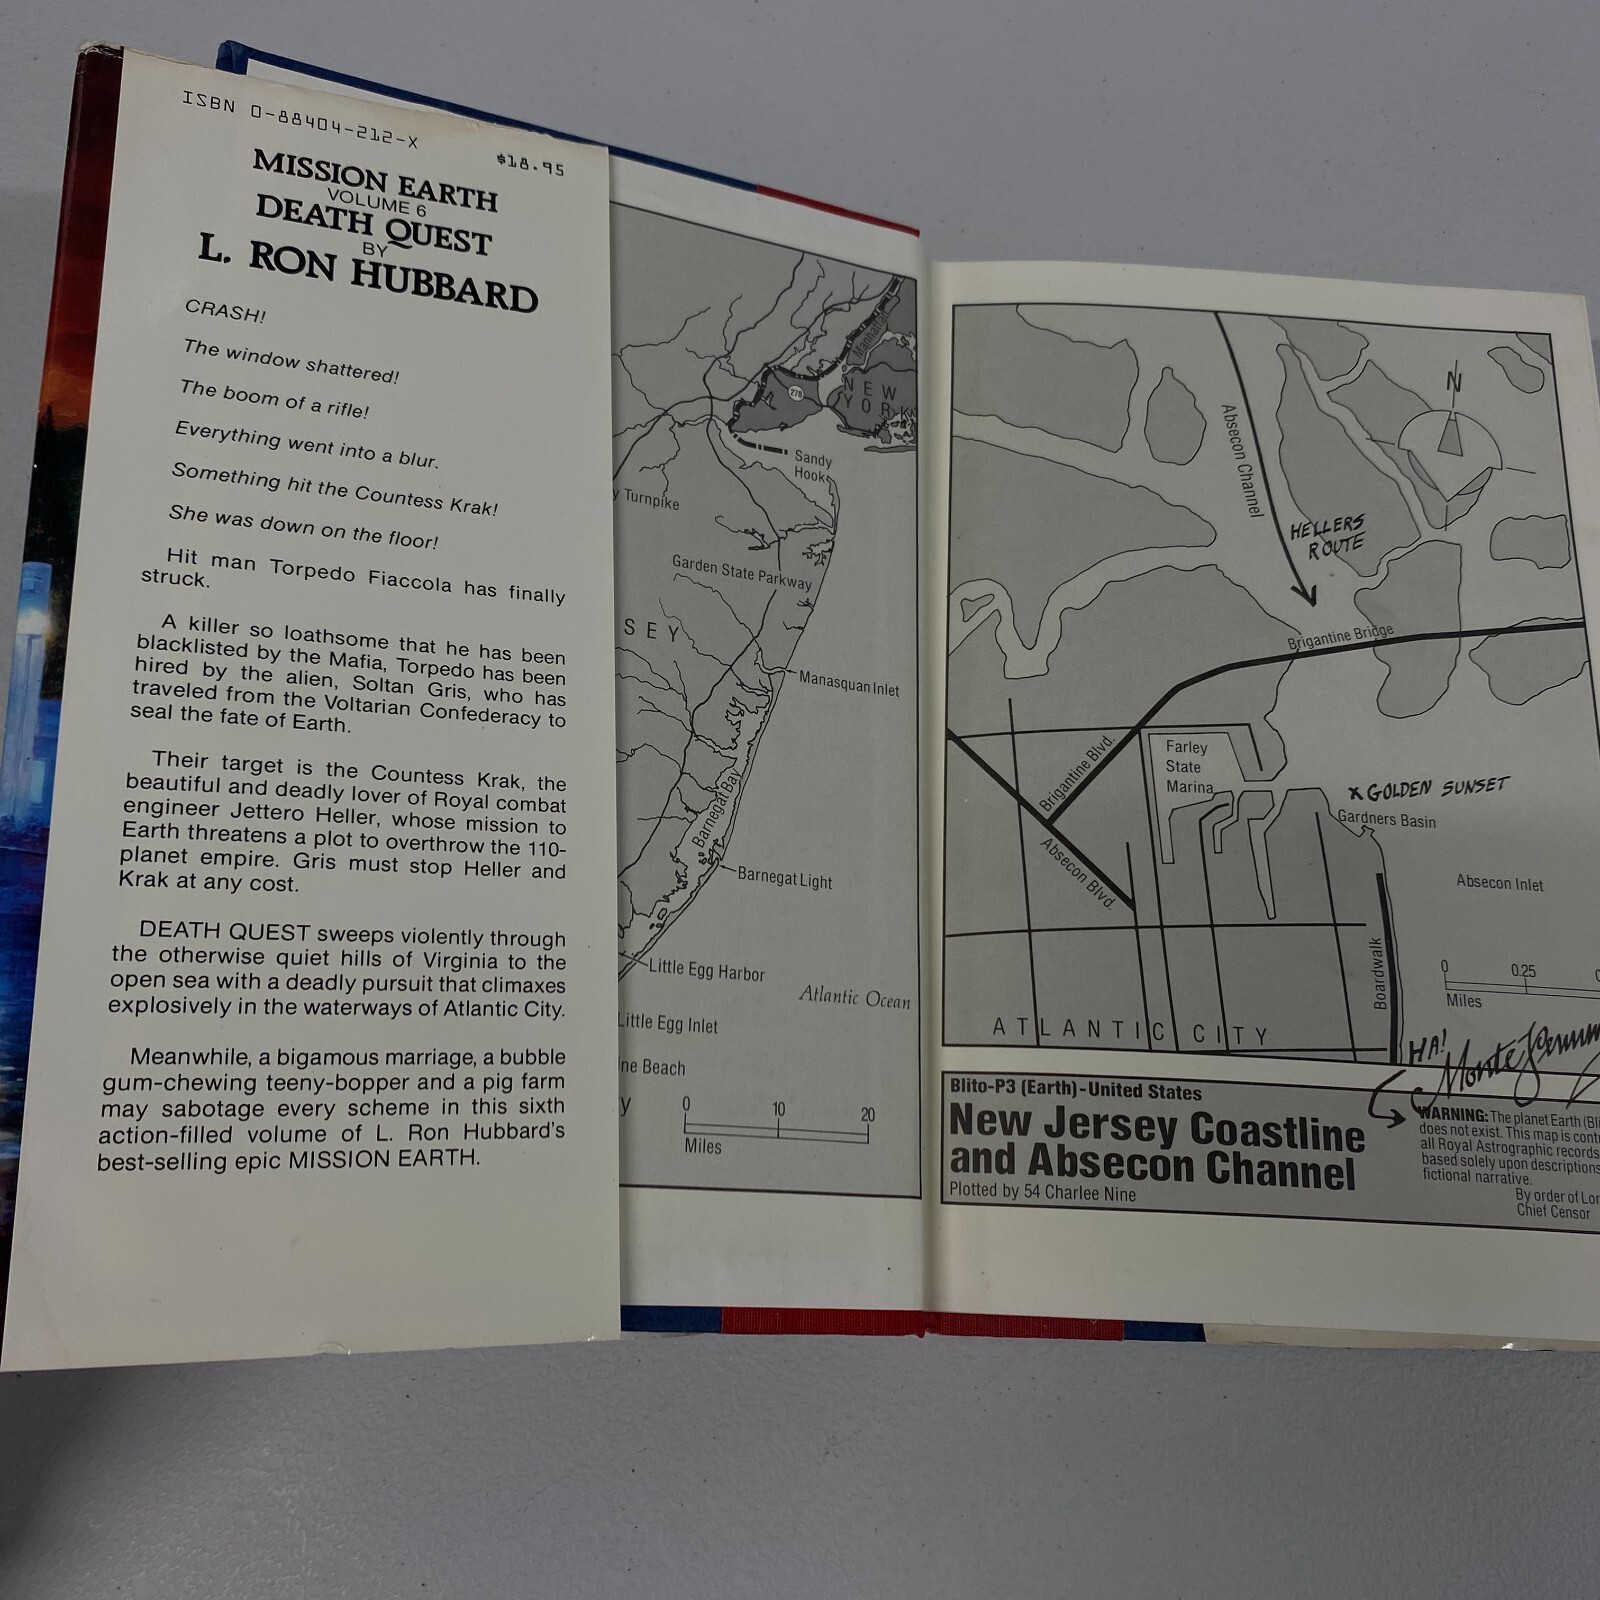 ISBN 0-88404-212-X
$18.95
MISSION EARTH
VOLUME 6
DEATH QUEST
BY
L. RON HUBBARD
CRASH!
The window shattered!
The boom of a rifle!
Everything went into a blur.
Something hit the Countess Krak!
She was down on the floor!
Hit man Torpedo Fiaccola has finally
struck.
A killer so loathsome that he has been
blacklisted by the Mafia, Torpedo has been
hired by the alien, Soltan Gris, who has
traveled from the Voltarian Confederacy to
seal the fate of Earth.
Their target is the Countess Krak, the
beautiful and deadly lover of Royal combat
engineer Jettero Heller, whose mission to
Earth threatens a plot to overthrow the 110-
planet empire. Gris must stop Heller and
Krak at any cost.
DEATH QUEST sweeps violently through
the otherwise quiet hills of Virginia to the
open sea with a deadly pursuit that climaxes
explosively in the waterways of Atlantic City.
Meanwhile, a bigamous marriage, a bubble
gum-chewing teeny-bopper and a pig farm
may sabotage every scheme in this sixth
action-filled volume of L. Ron Hubbard's
best-selling epic MISSION EARTH.
Manhattan
NEW
YORK
278
Sandy
Hook
y Turnpike
Garden State Parkway
SEY
Manasquan Inlet
Barnegat Bay
Barnegat Light
Little Egg Harbor
Atlantic Ocean
Little Egg Inlet
ine Beach
y
0 10 20
Miles
N
Absecon Channel
HELLERS
ROUTE
Brigantine Bridge
Farley
State
Marina
Brigantine Blvd.
x GOLDEN SUNSET
Gardners Basin
Absecon Blvd.
Absecon Inlet
Boardwalk
0 0.25 0
Miles
ATLANTIC CITY
HA!
Monte
Blito-P3 (Earth)-United States
New Jersey Coastline
and Absecon Channel
Plotted by 54 Charlee Nine
WARNING: The planet Earth (Bli
does not exist. This map is cont
all Royal Astrographic records
based solely upon descriptions
fictional narrative.
By order of Lor
Chief Censor